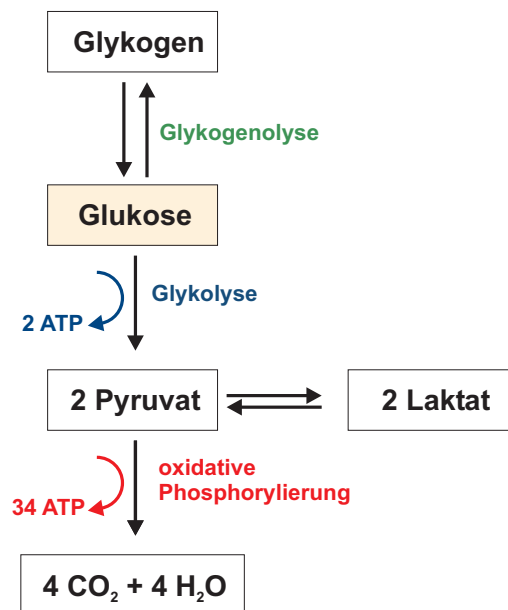 Glykogen
Glykogenolyse
Glukose
Glykolyse
2 ATP
2 Pyruvat
2 Laktat
oxidative
Phosphorylierung
34 ATP
4 CO₂ + 4 H₂O